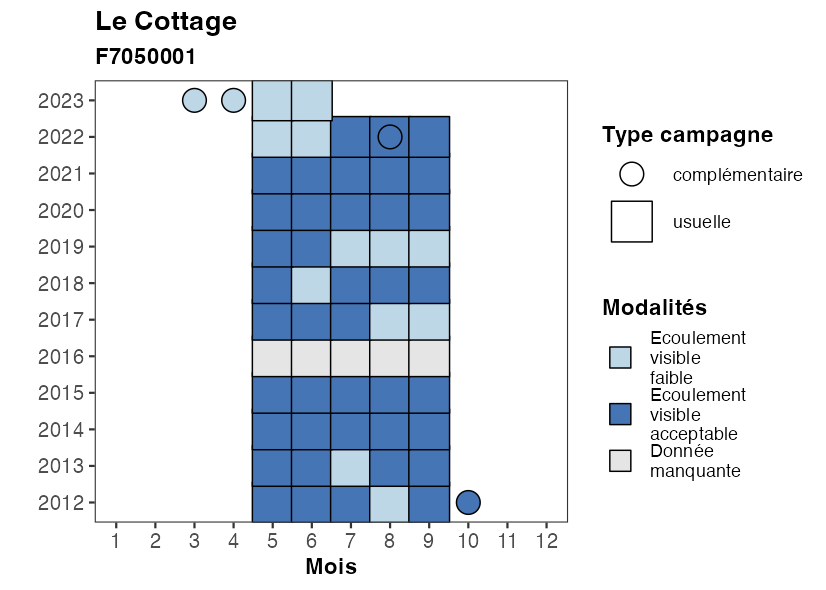 Le Cottage
F7050001
2023
2022
2021
2020
2019
2018
2017
2016
2015
2014
2013
2012
1 2 3 4 5 6 7 8 9 10 11 12
Mois
Type campagne
complémentaire
usuelle
Modalités
Ecoulement
visible
faible
Ecoulement
visible
acceptable
Donnée
manquante